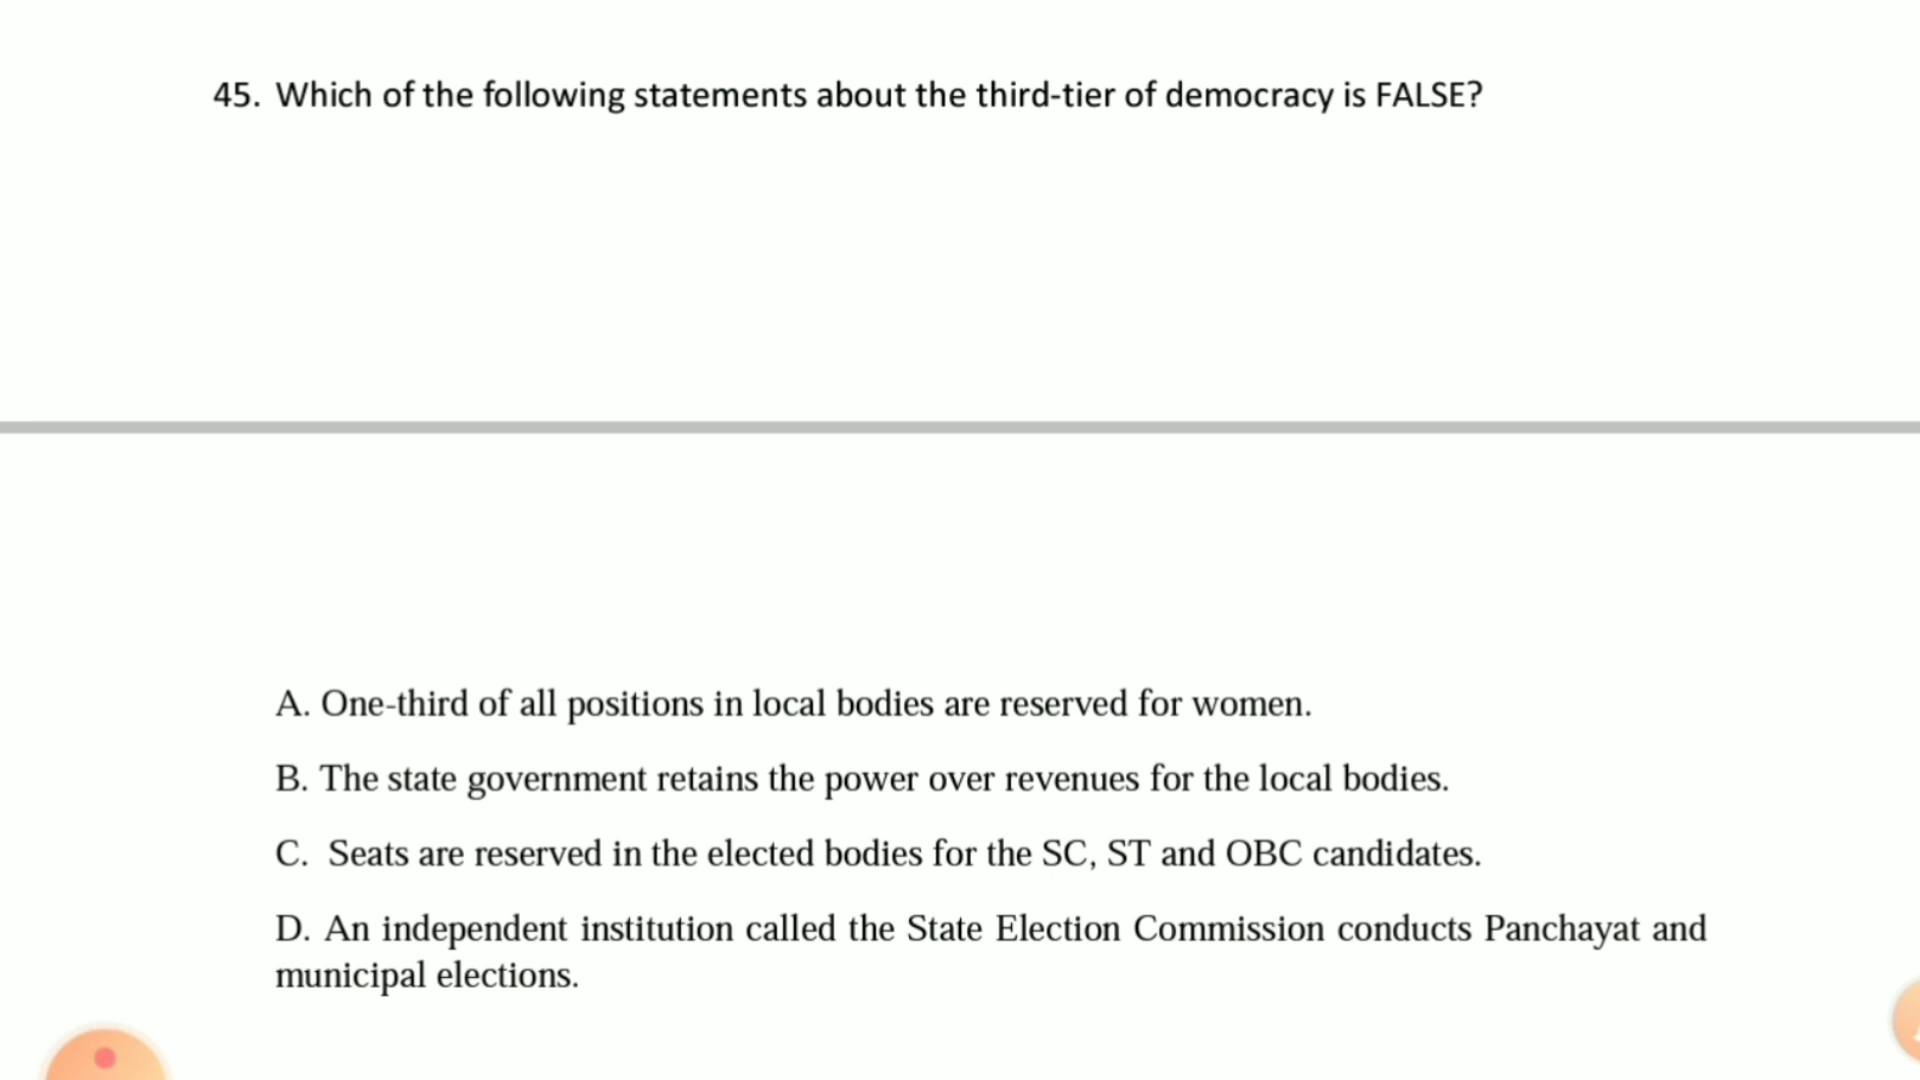 45. Which of the following statements about the third-tier of democracy is FALSE?
A. One-third of all positions in local bodies are reserved for women.
B. The state government retains the power over revenues for the local bodies.
C. Seats are reserved in the elected bodies for the SC, ST and OBC candidates.
D. An independent institution called the State Election Commission conducts Panchayat and
municipal elections.